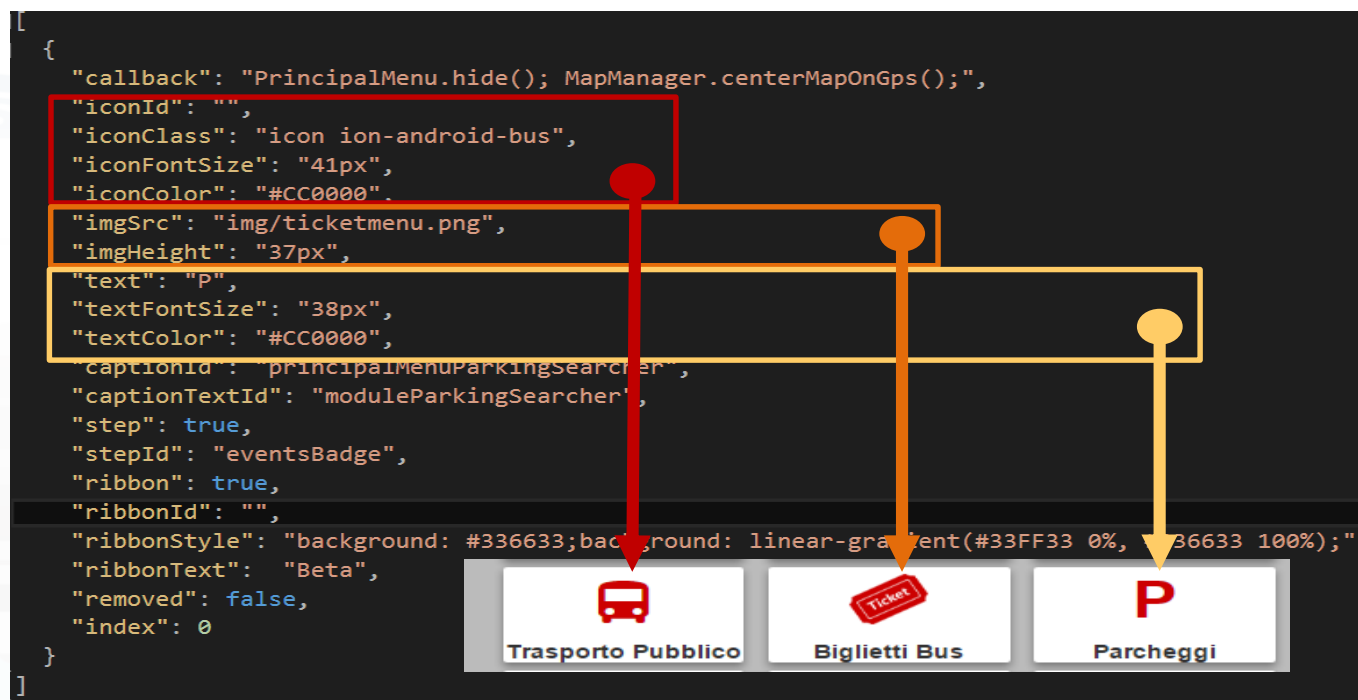 [
{
"callback": "PrincipalMenu.hide(); MapManager.centerMapOnGps();",
"iconId": "",
"iconClass": "icon ion-android-bus",
"iconFontSize": "41px",
"iconColor": "#CC0000",
"imgSrc": "img/ticketmenu.png",
"imgHeight": "37px",
"text": "P",
"textFontSize": "38px",
"textColor": "#CC0000",
"captionId": "principalMenuParkingSearcher",
"captionTextId": "moduleParkingSearcher",
"step": true,
"stepId": "eventsBadge",
"ribbon": true,
"ribbonId": "",
"ribbonStyle": "background: #336633;background: linear-gradient(#33FF33 0%, #336633 100%);"
"ribbonText": "Beta",
"removed": false,
"index": 0
}
]
Ticket
P
Trasporto Pubblico
Biglietti Bus
Parcheggi